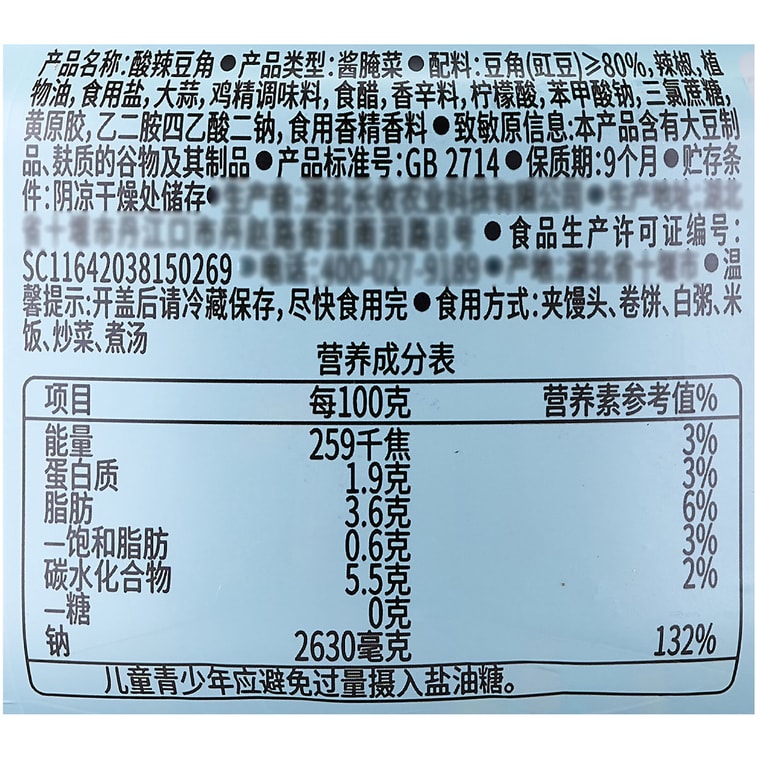 产品名称:酸辣豆角●产品类型:酱腌菜●配料:豆角(豇豆)≥80%,辣椒,植
物油,食用盐,大蒜,鸡精调味料,食醋,香辛料,柠檬酸,苯甲酸钠,三氯蔗糖,
黄原胶,乙二胺四乙酸二钠,食用香精香料●致敏原信息:本产品含有大豆制
品、麸质的谷物及其制品●产品标准号:GB 2714●保质期:9个月●贮存条
件:阴凉干燥处储存●
●食品生产许可证编号:
SC11642038150269 ●温
馨提示:开盖后请冷藏保存,尽快食用完●食用方式:夹馒头、卷饼、白粥、米
饭、炒菜、煮汤
营养成分表
项目 每100克 营养素参考值%
能量 259千焦 3%
蛋白质 1.9克 3%
脂肪 3.6克 6%
—饱和脂肪 0.6克 3%
碳水化合物 5.5克 2%
—糖 0克
钠 2630毫克 132%
儿童青少年应避免过量摄入盐油糖。